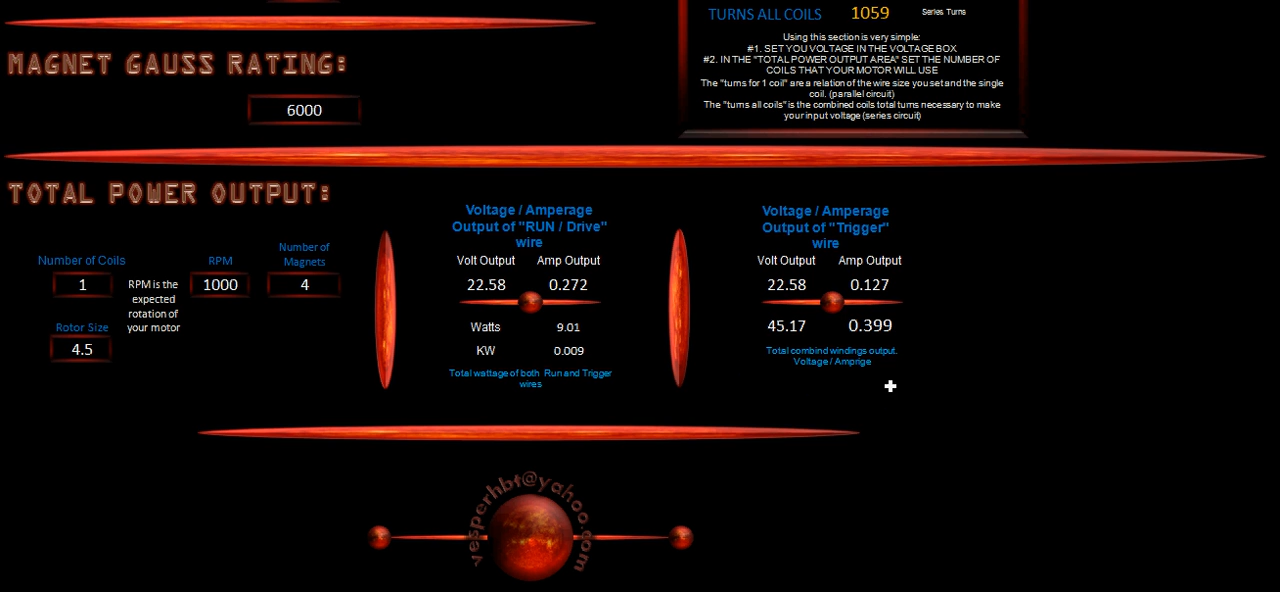 TURNS ALL COILS 1059 Series Turns
Using this section is very simple:
#1. SET YOU VOLTAGE IN THE VOLTAGE BOX
#2. IN THE "TOTAL POWER OUTPUT AREA" SET THE NUMBER OF
COILS THAT YOUR MOTOR WILL USE
The "turns for 1 coil" are a relation of the wire size you set and the single
coil. (parallel circuit)
The "turns all coils" is the combined coils total turns necessary to make
your input voltage (series circuit)
MAGNET GAUSS RATING:
6000
TOTAL POWER OUTPUT:
Number of Coils
1
RPM is the
expected
rotation of
your motor
RPM
1000
Number of
Magnets
4
Rotor Size
4.5
Voltage / Amperage
Output of "RUN / Drive"
wire
Volt Output Amp Output
22.58 0.272
Watts 9.01
KW 0.009
Total wattage of both Run and Trigger
wires
Voltage / Amperage
Output of "Trigger"
wire
Volt Output Amp Output
22.58 0.127
45.17 0.399
Total combind windings output.
Voltage / Amprige
vesperhbt@yahoo.com